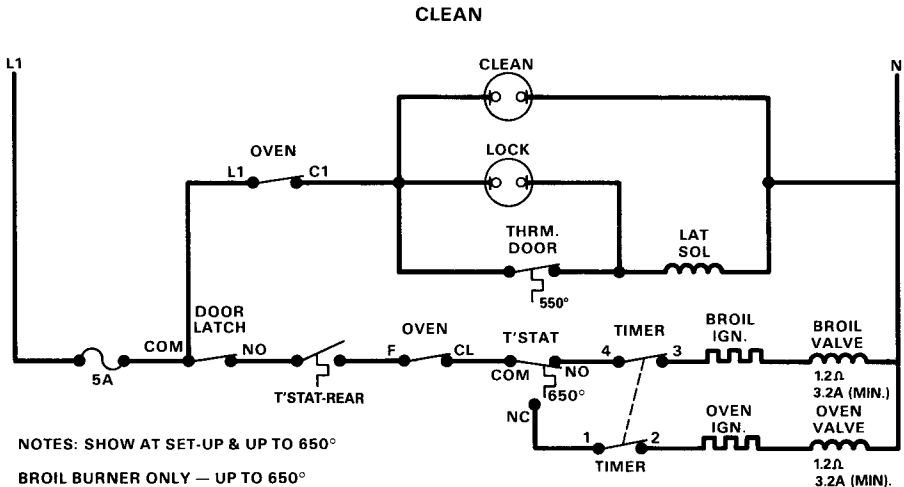 CLEAN
L1
N
CLEAN
OVEN
L1
C1
LOCK
THRM.
DOOR
LAT
SOL
550°
DOOR
LATCH
COM
NO
5A
T'STAT-REAR
OVEN
F
CL
T'STAT
COM
NO
650°
NC
TIMER
4
3
BROIL
IGN.
BROIL
VALVE
1.2Ω
3.2A (MIN.)
1
2
TIMER
OVEN
IGN.
OVEN
VALVE
1.2Ω
3.2A (MIN).
NOTES: SHOW AT SET-UP & UP TO 650°
BROIL BURNER ONLY — UP TO 650°